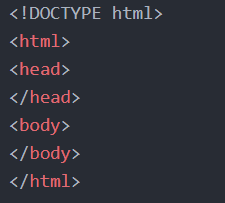 <!DOCTYPE html>
<html>
<head>
</head>
<body>
</body>
</html>